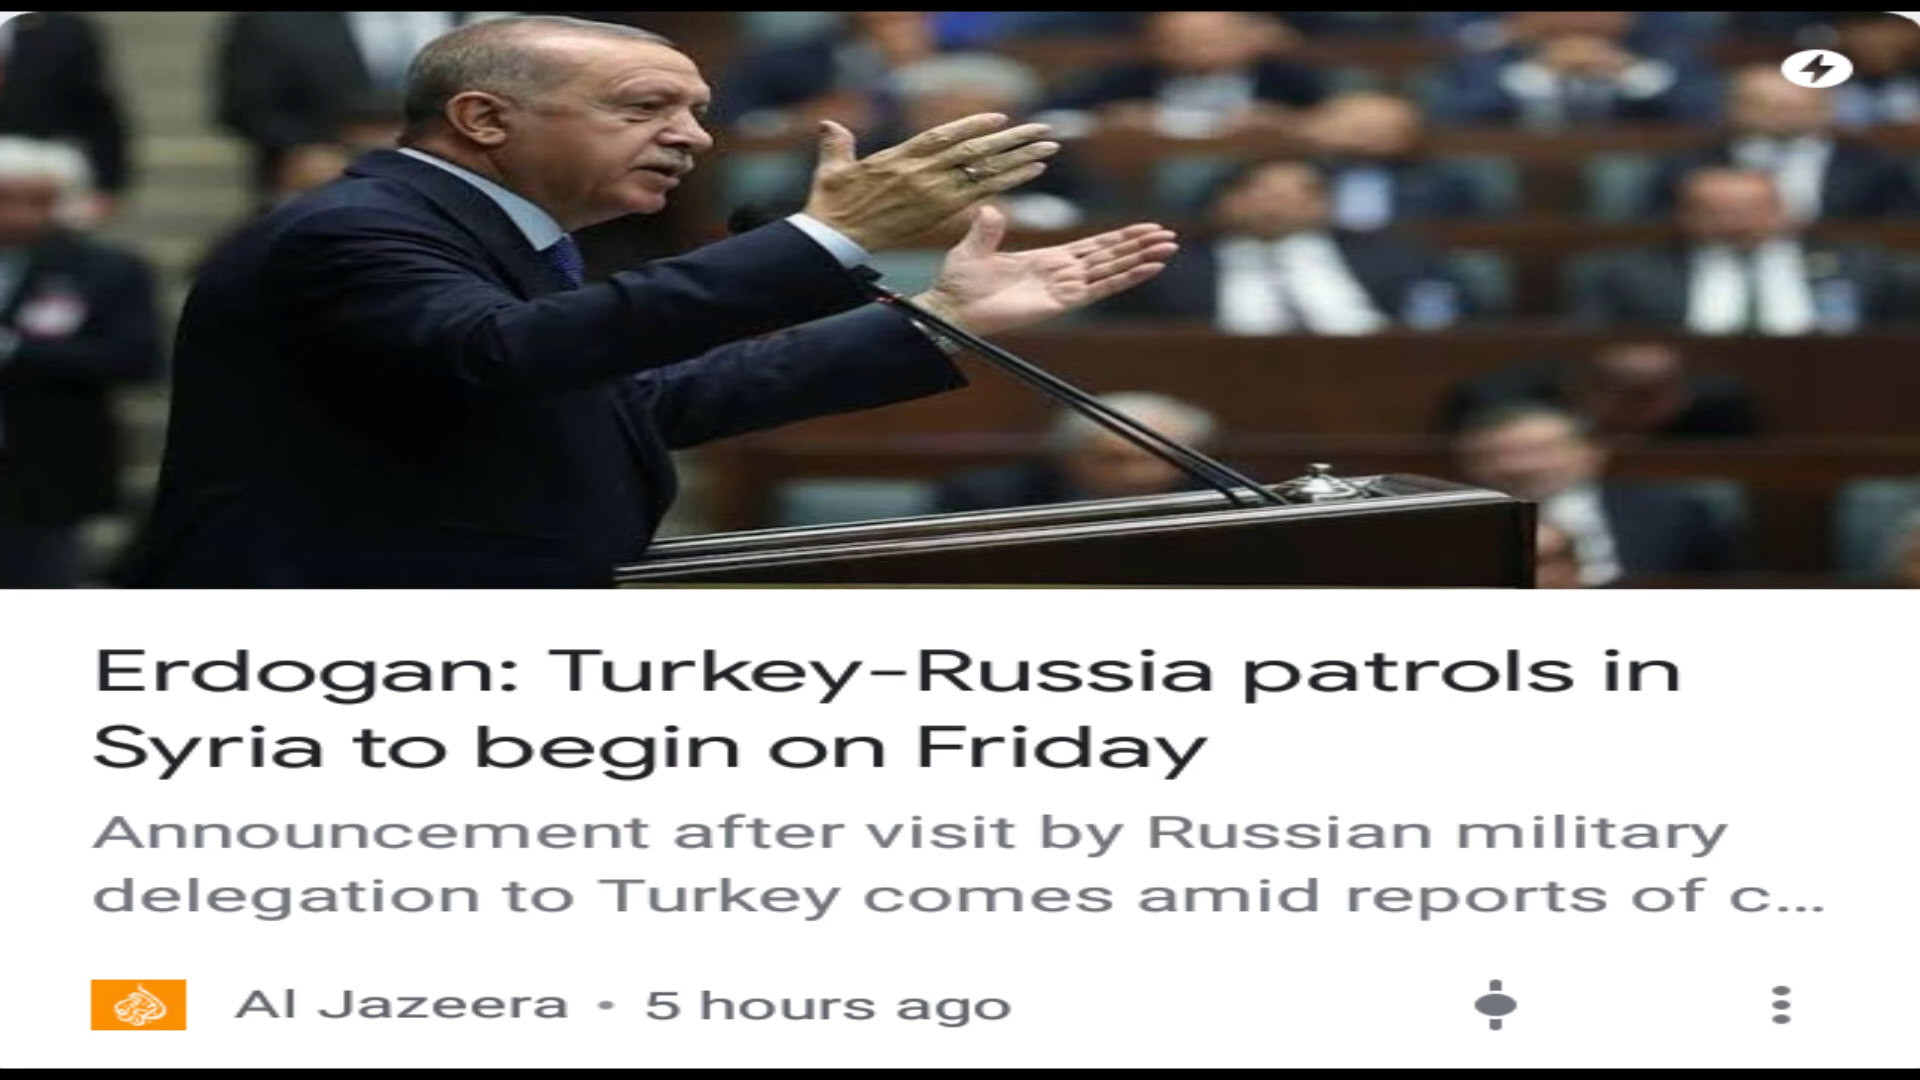 Erdogan: Turkey-Russia patrols in
Syria to begin on Friday
Announcement after visit by Russian military
delegation to Turkey comes amid reports of c...
Al Jazeera • 5 hours ago